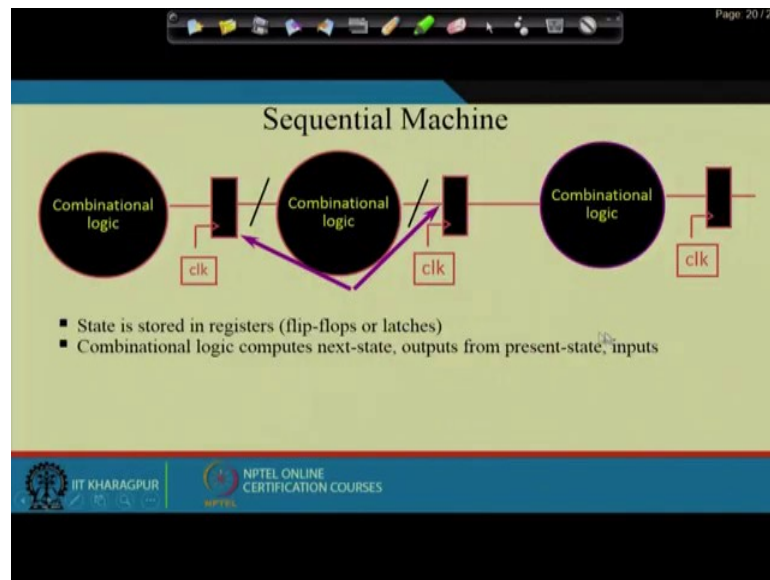 Page: 20/2
Sequential Machine
Combinational
logic
clk
Combinational
logic
clk
Combinational
logic
clk
▪ State is stored in registers (flip-flops or latches)
▪ Combinational logic computes next-state, outputs from present-state, inputs
IIT KHARAGPUR
NPTEL
NPTEL ONLINE
CERTIFICATION COURSES